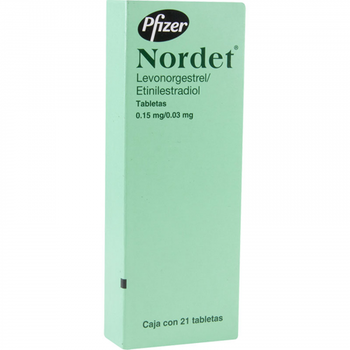 Pfizer
Nordet®
Levonorgestrel/
Etinilestradiol
Tabletas
0.15 mg/0.03 mg
Caja con 21 tabletas